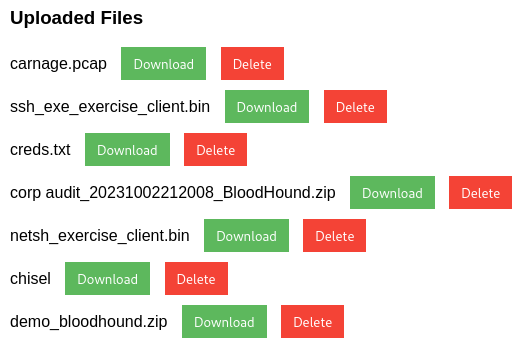 Uploaded Files
carnage.pcap Download Delete
ssh_exe_exercise_client.bin Download Delete
creds.txt Download Delete
corp audit_20231002212008_BloodHound.zip Download Delete
netsh_exercise_client.bin Download Delete
chisel Download Delete
demo_bloodhound.zip Download Delete